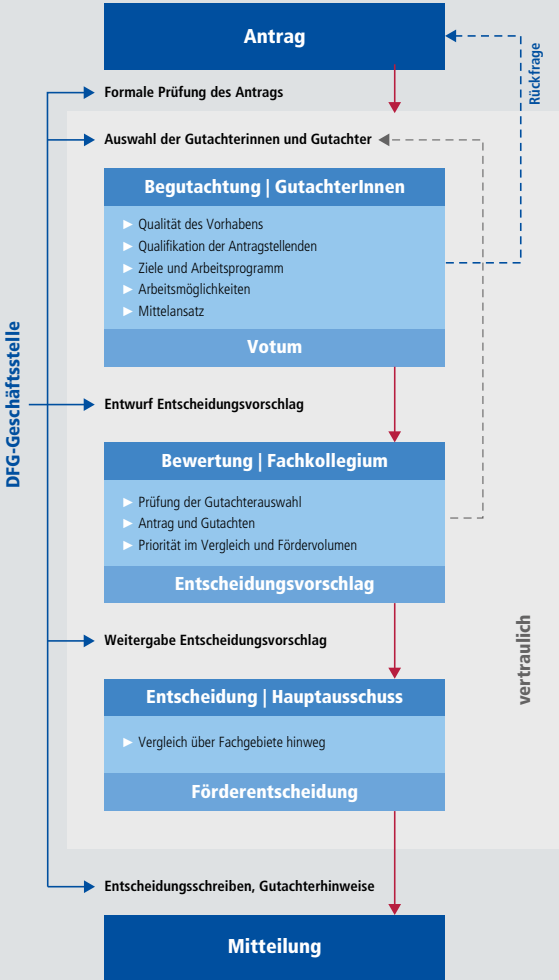 Antrag
Rückfrage
Formale Prüfung des Antrags
Auswahl der Gutachterinnen und Gutachter
Begutachtung | GutachterInnen
Qualität des Vorhabens
Qualifikation der Antragstellenden
Ziele und Arbeitsprogramm
Arbeitsmöglichkeiten
Mittelansatz
Votum
DFG-Geschäftsstelle
Entwurf Entscheidungsvorschlag
Bewertung | Fachkollegium
Prüfung der Gutachterauswahl
Antrag und Gutachten
Priorität im Vergleich und Fördervolumen
Entscheidungsvorschlag
Weitergabe Entscheidungsvorschlag
vertraulich
Entscheidung | Hauptausschuss
Vergleich über Fachgebiete hinweg
Förderentscheidung
Entscheidungsschreiben, Gutachterhinweise
Mitteilung